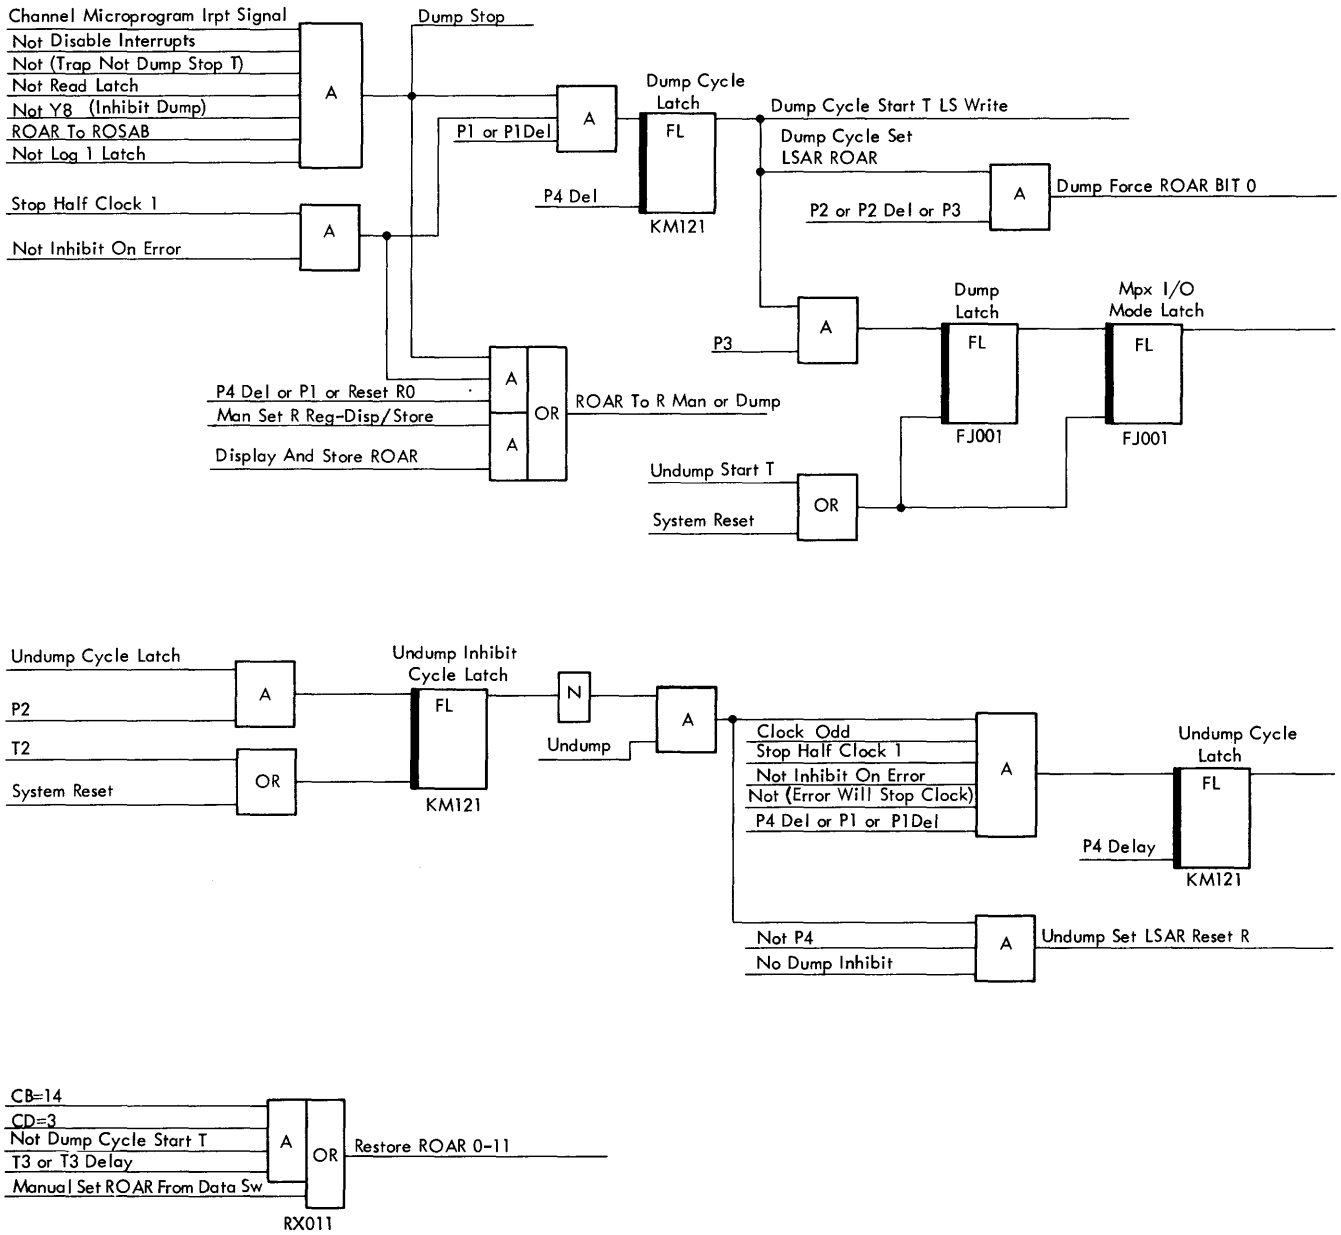 Channel Microprogram Irpt Signal
Not Disable Interrupts
Not (Trap Not Dump Stop T)
Not Read Latch
Not Y8 (Inhibit Dump)
ROAR To ROSAB
Not Log 1 Latch
A
Dump Stop
Stop Half Clock 1
Not Inhibit On Error
A
P1 or P1Del
A
Dump Cycle
Latch
FL
P4 Del
KM121
Dump Cycle Start T LS Write
Dump Cycle Set
LSAR ROAR
P2 or P2 Del or P3
A
Dump Force ROAR BIT 0
P3
A
Dump
Latch
FL
FJ001
Mpx I/O
Mode Latch
FL
FJ001
P4 Del or P1 or Reset R0
Man Set R Reg-Disp/Store
Display And Store ROAR
A
A
OR
ROAR To R Man or Dump
Undump Start T
System Reset
OR
Undump Cycle Latch
P2
A
T2
System Reset
OR
Undump Inhibit
Cycle Latch
FL
KM121
N
Undump
A
Clock Odd
Stop Half Clock 1
Not Inhibit On Error
Not (Error Will Stop Clock)
P4 Del or P1 or P1Del
A
Undump Cycle
Latch
FL
P4 Delay
KM121
Not P4
No Dump Inhibit
A
Undump Set LSAR Reset R
CB=14
CD=3
Not Dump Cycle Start T
T3 or T3 Delay
Manual Set ROAR From Data Sw
A
OR
Restore ROAR 0-11
RX011